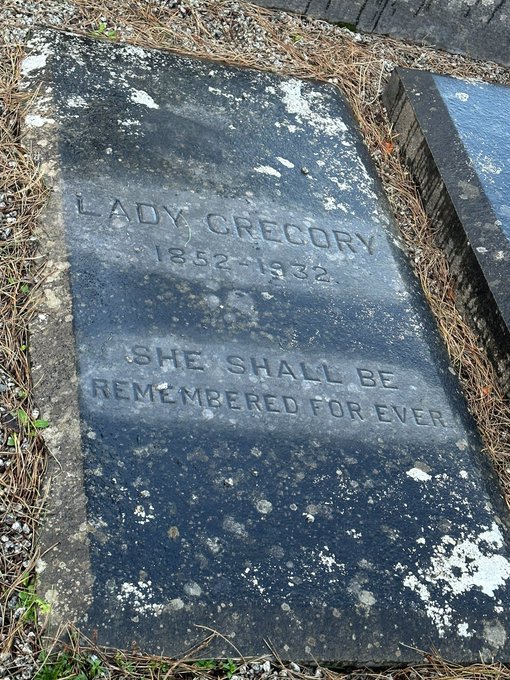 LADY GREGORY
1852-1932.
SHE SHALL BE
REMEMBERED FOR EVER.